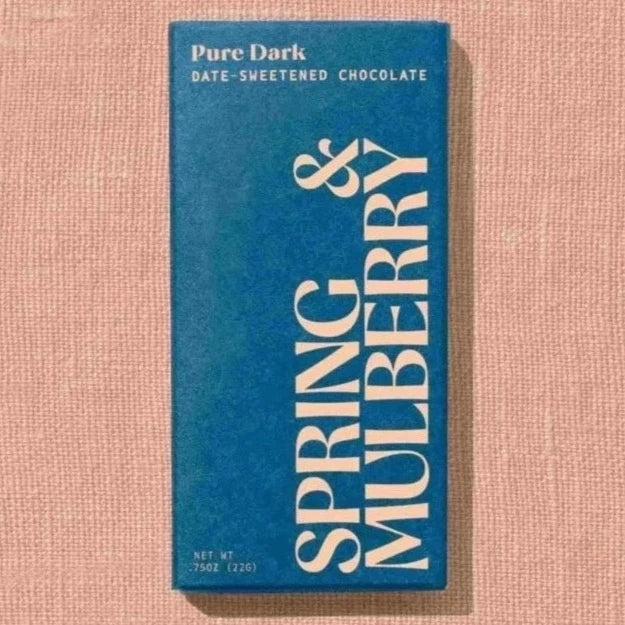 Pure Dark
DATE-SWEETENED CHOCOLATE
SPRING &
MULBERRY
NET WT
.75OZ (22G)